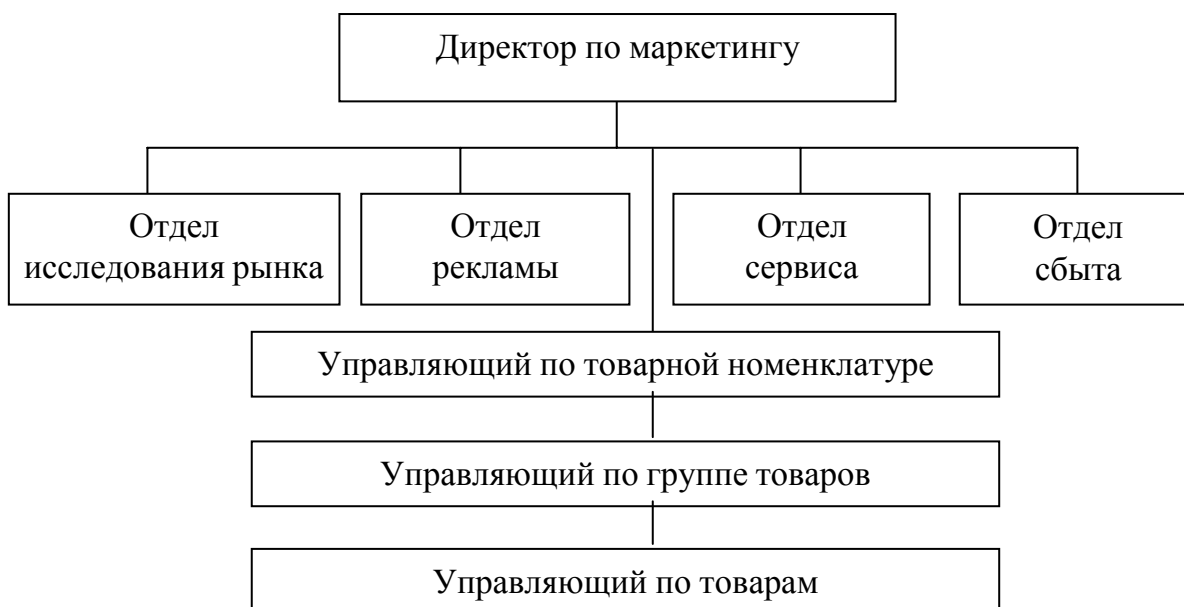 Директор по маркетингу
Отдел
исследования рынка
Отдел
рекламы
Отдел
сервиса
Отдел
сбыта
Управляющий по товарной номенклатуре
Управляющий по группе товаров
Управляющий по товарам